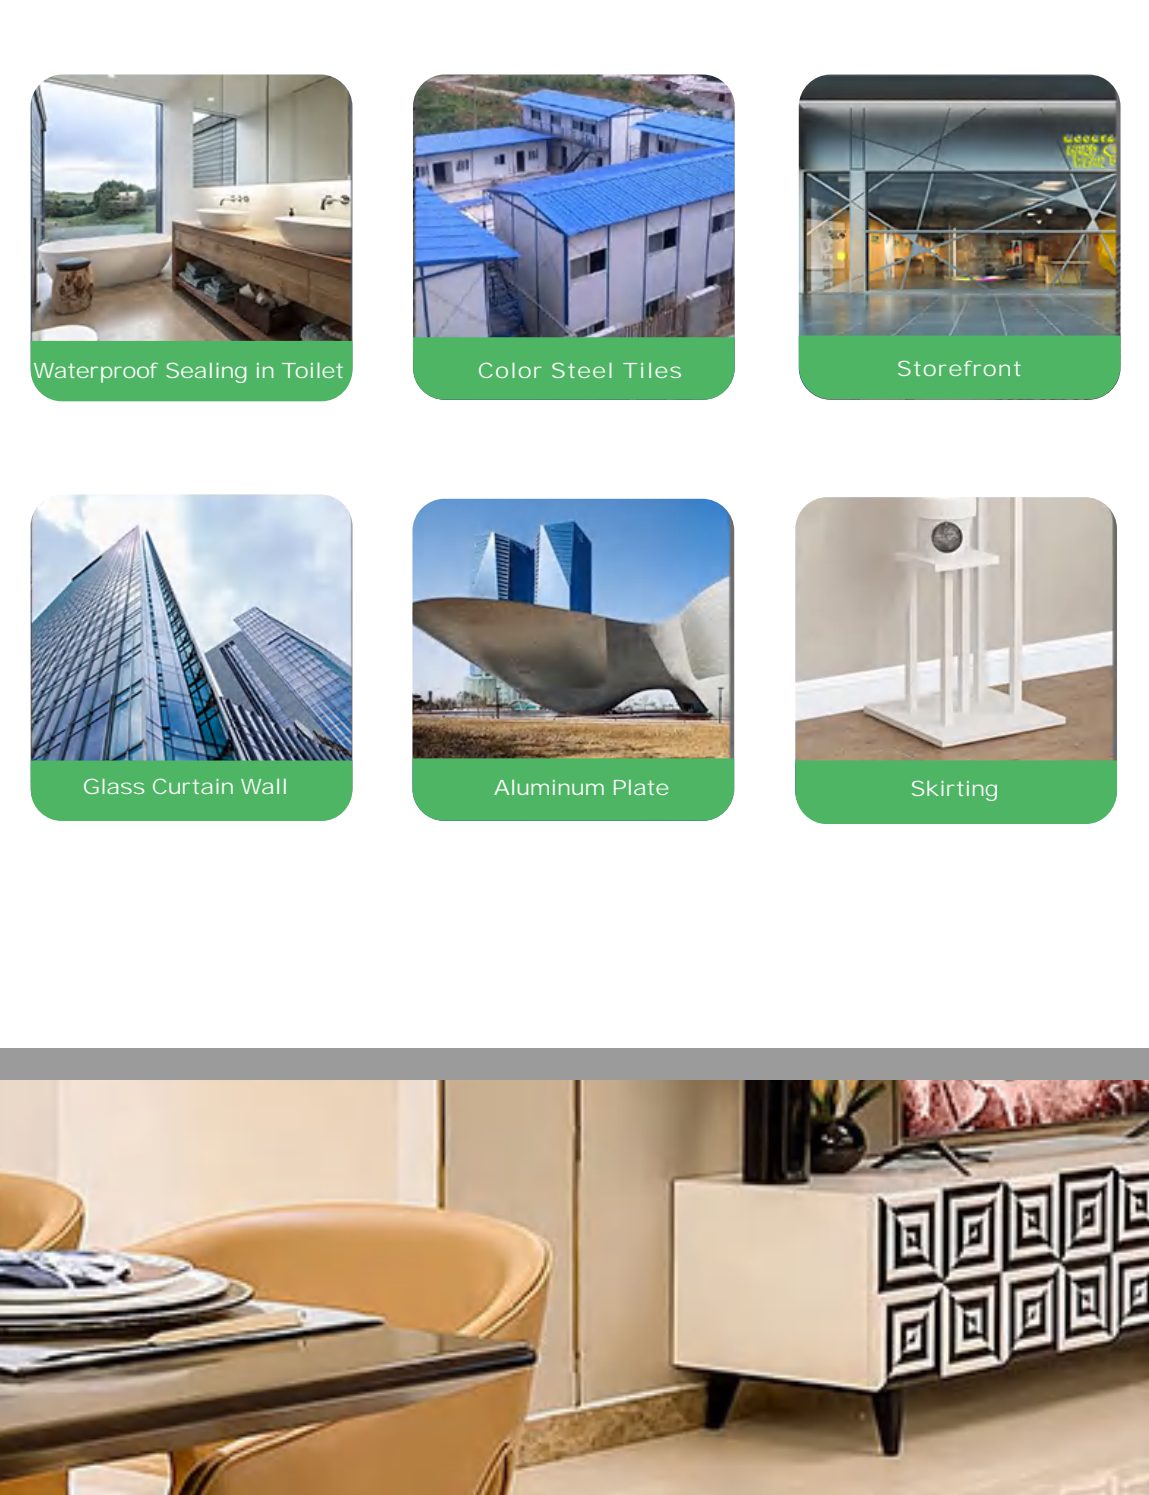 Waterproof Sealing in Toilet
Color Steel Tiles
Storefront
Glass Curtain Wall
Aluminum Plate
Skirting